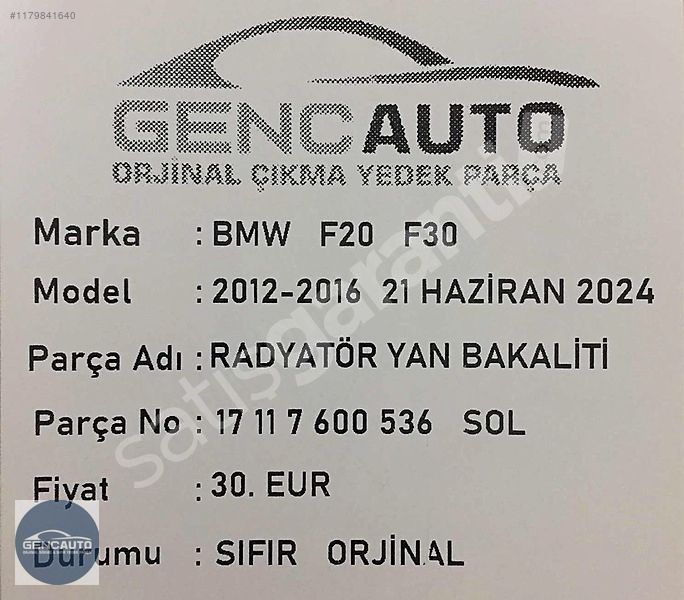 #1179841640
GENCAUTO
ORJİNAL ÇIKMA YEDEK PARÇA
Marka : BMW F20 F30
Model : 2012-2016 21 HAZİRAN 2024
Parça Adı : RADYATÖR YAN BAKALİTİ
Parça No : 17 11 7 600 536 SOL
Fiyat : 30. EUR
Durumu : SIFIR ORJİNAL
satışgarantili
GENCAUTO